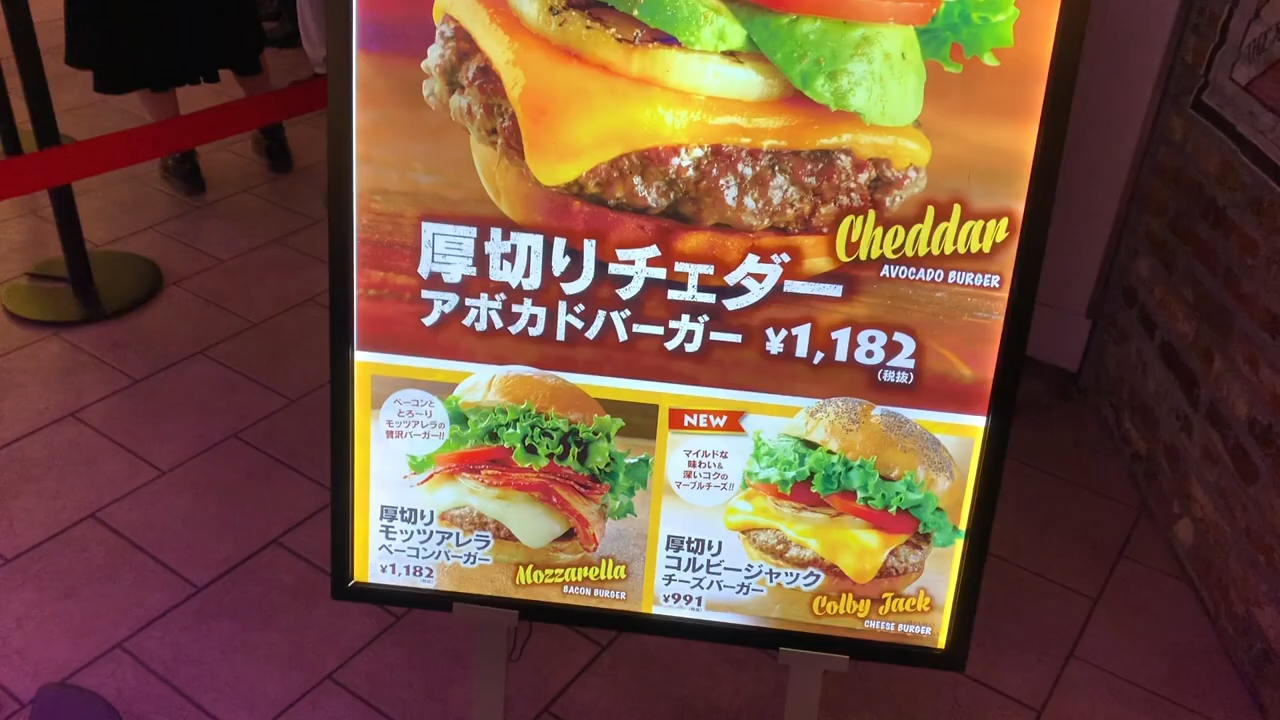 Cheddar
AVOCADO BURGER
厚切りチェダー
アボカドバーガー ¥1,182
(税抜)
ベーコンと
とろ〜り
モッツアレラの
贅沢バーガー!!
厚切り
モッツアレラ
ベーコンバーガー
¥1,182
(税抜)
Mozzarella
BACON BURGER
NEW
マイルドな
味わい&
深いコクの
マーブルチーズ!!
厚切り
コルビージャック
チーズバーガー
¥991
(税抜)
Colby Jack
CHEESE BURGER